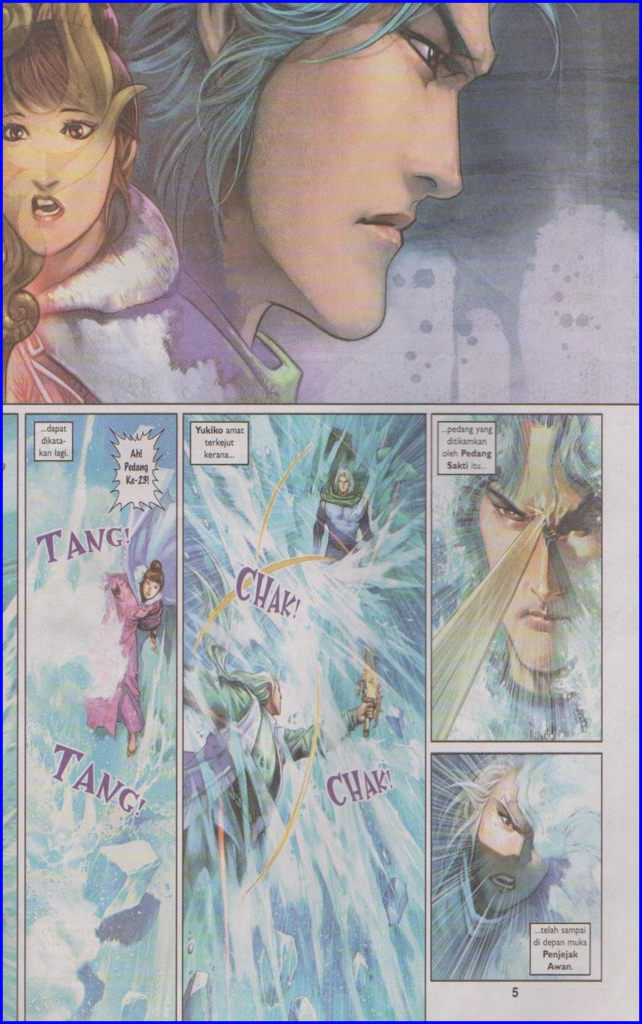 ...dapat
dikata-
kan lagi.
Ah!
Pedang
Ke-23!
TANG!
TANG!
Yukiko amat
terkejut
kerana...
CHAK!
CHAK!
...pedang yang
ditikamkan
oleh Pedang
Sakti itu...
...telah sampai
di depan muka
Penjejak
Awan.
5